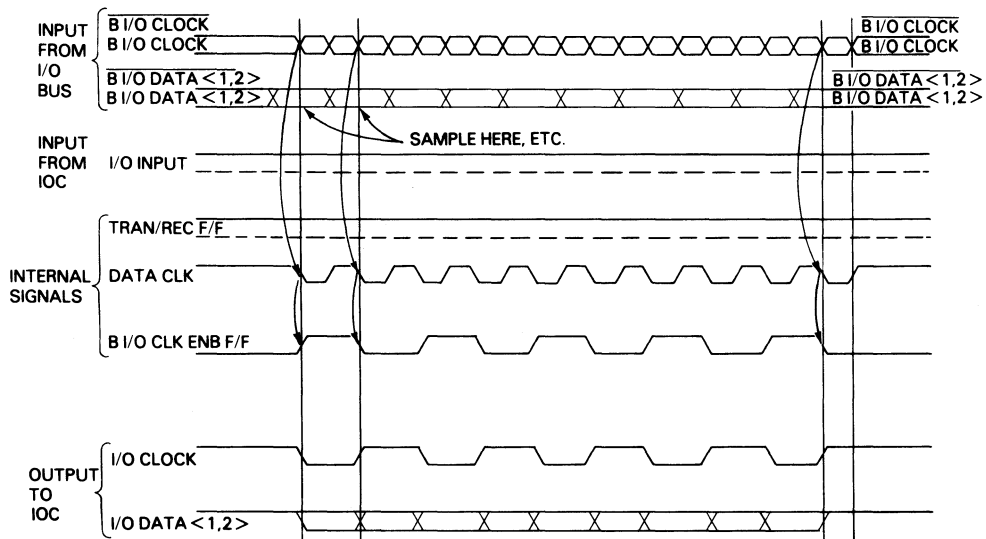 INPUT
FROM
I/O
BUS
B I/O CLOCK
B I/O CLOCK
B I/O DATA <1,2>
B I/O DATA <1,2>
B I/O CLOCK
B I/O CLOCK
B I/O DATA <1,2>
B I/O DATA <1,2>
SAMPLE HERE, ETC.
INPUT
FROM
IOC
I/O INPUT
INTERNAL
SIGNALS
TRAN/REC F/F
DATA CLK
B I/O CLK ENB F/F
OUTPUT
TO
IOC
I/O CLOCK
I/O DATA <1,2>